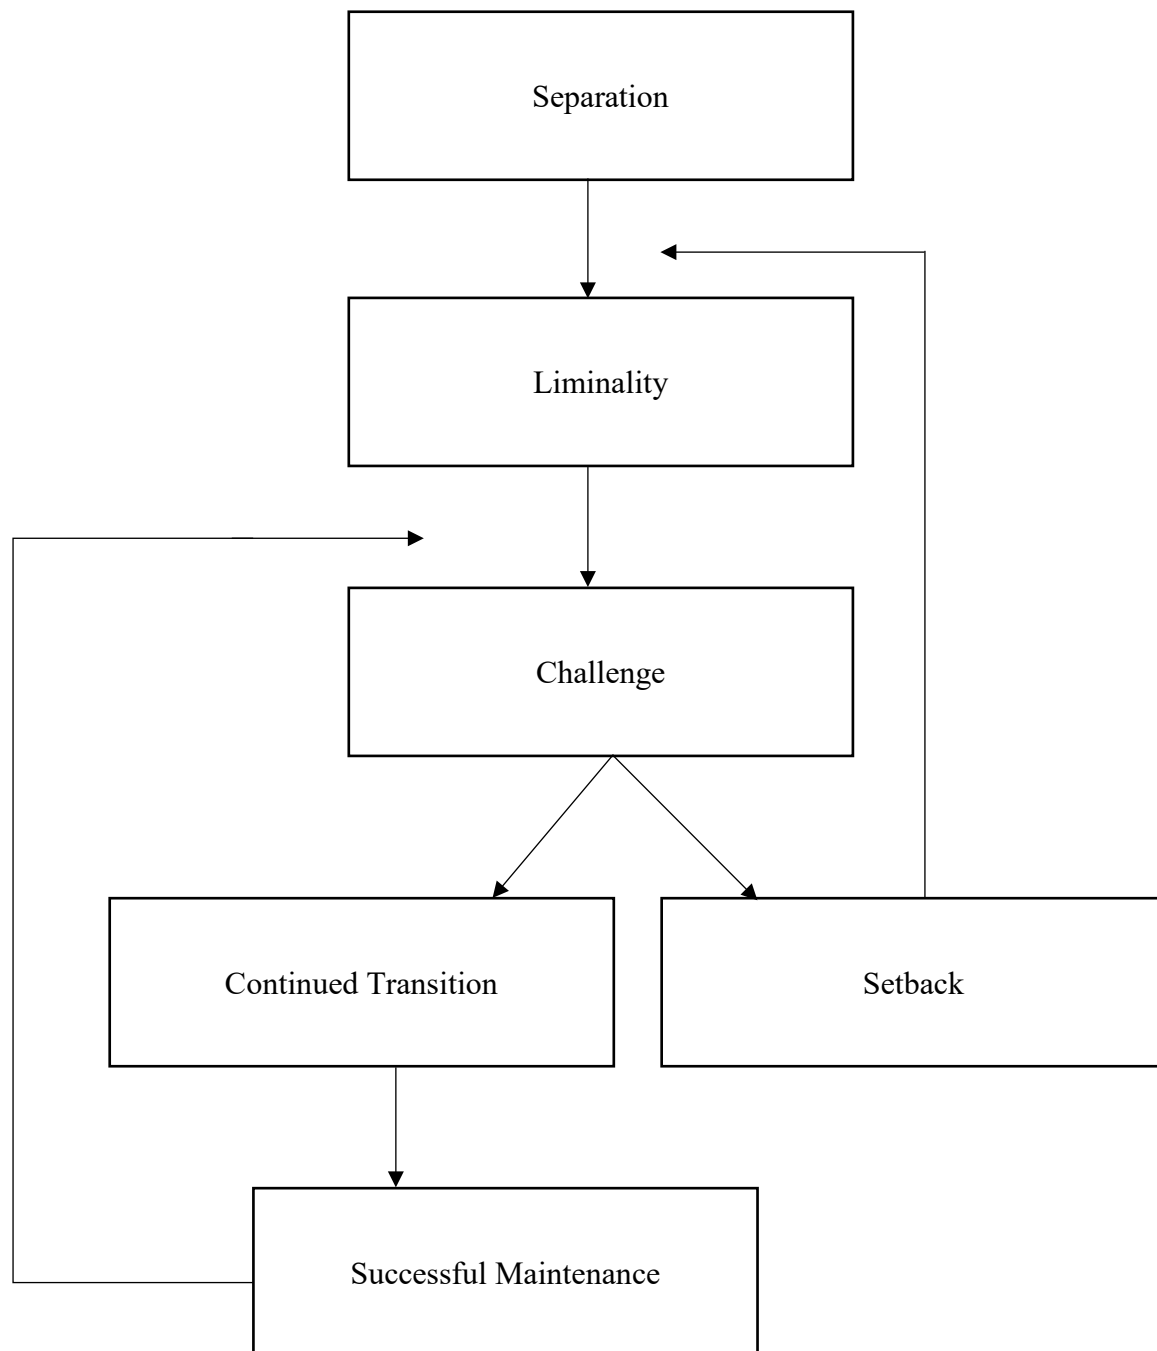 Separation
Liminality
Challenge
Continued Transition
Setback
Successful Maintenance